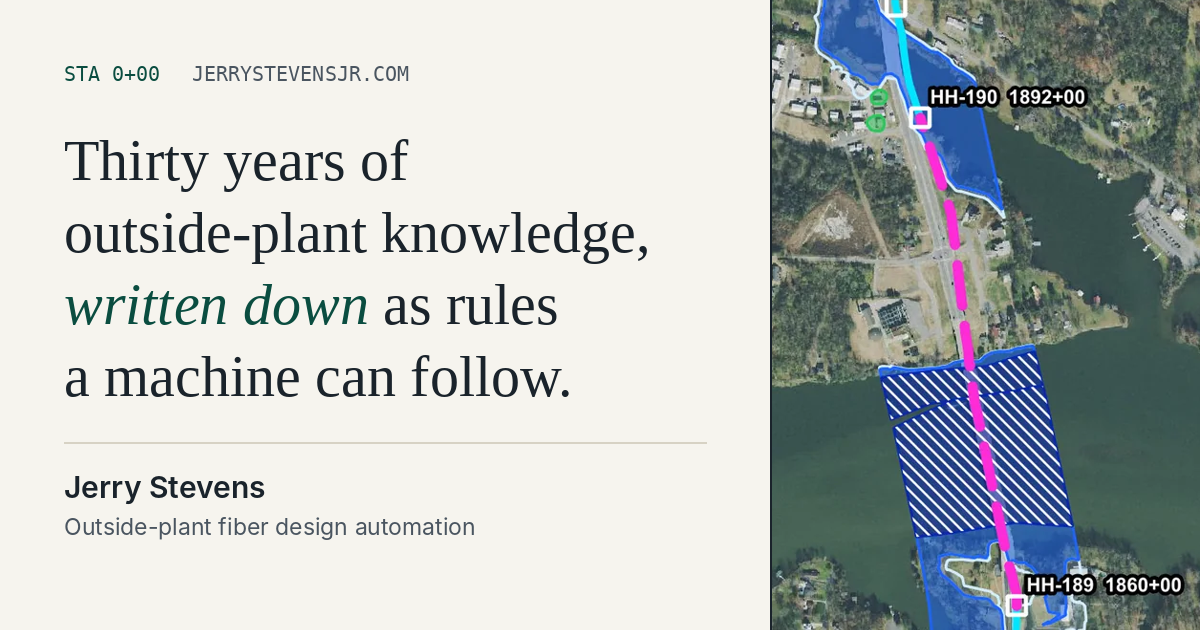 STA 0+00 JERRYSTEVENSJR.COM
Thirty years of
outside-plant knowledge,
written down as rules
a machine can follow.
Jerry Stevens
Outside-plant fiber design automation
HH-190 1892+00
HH-189 1860+00